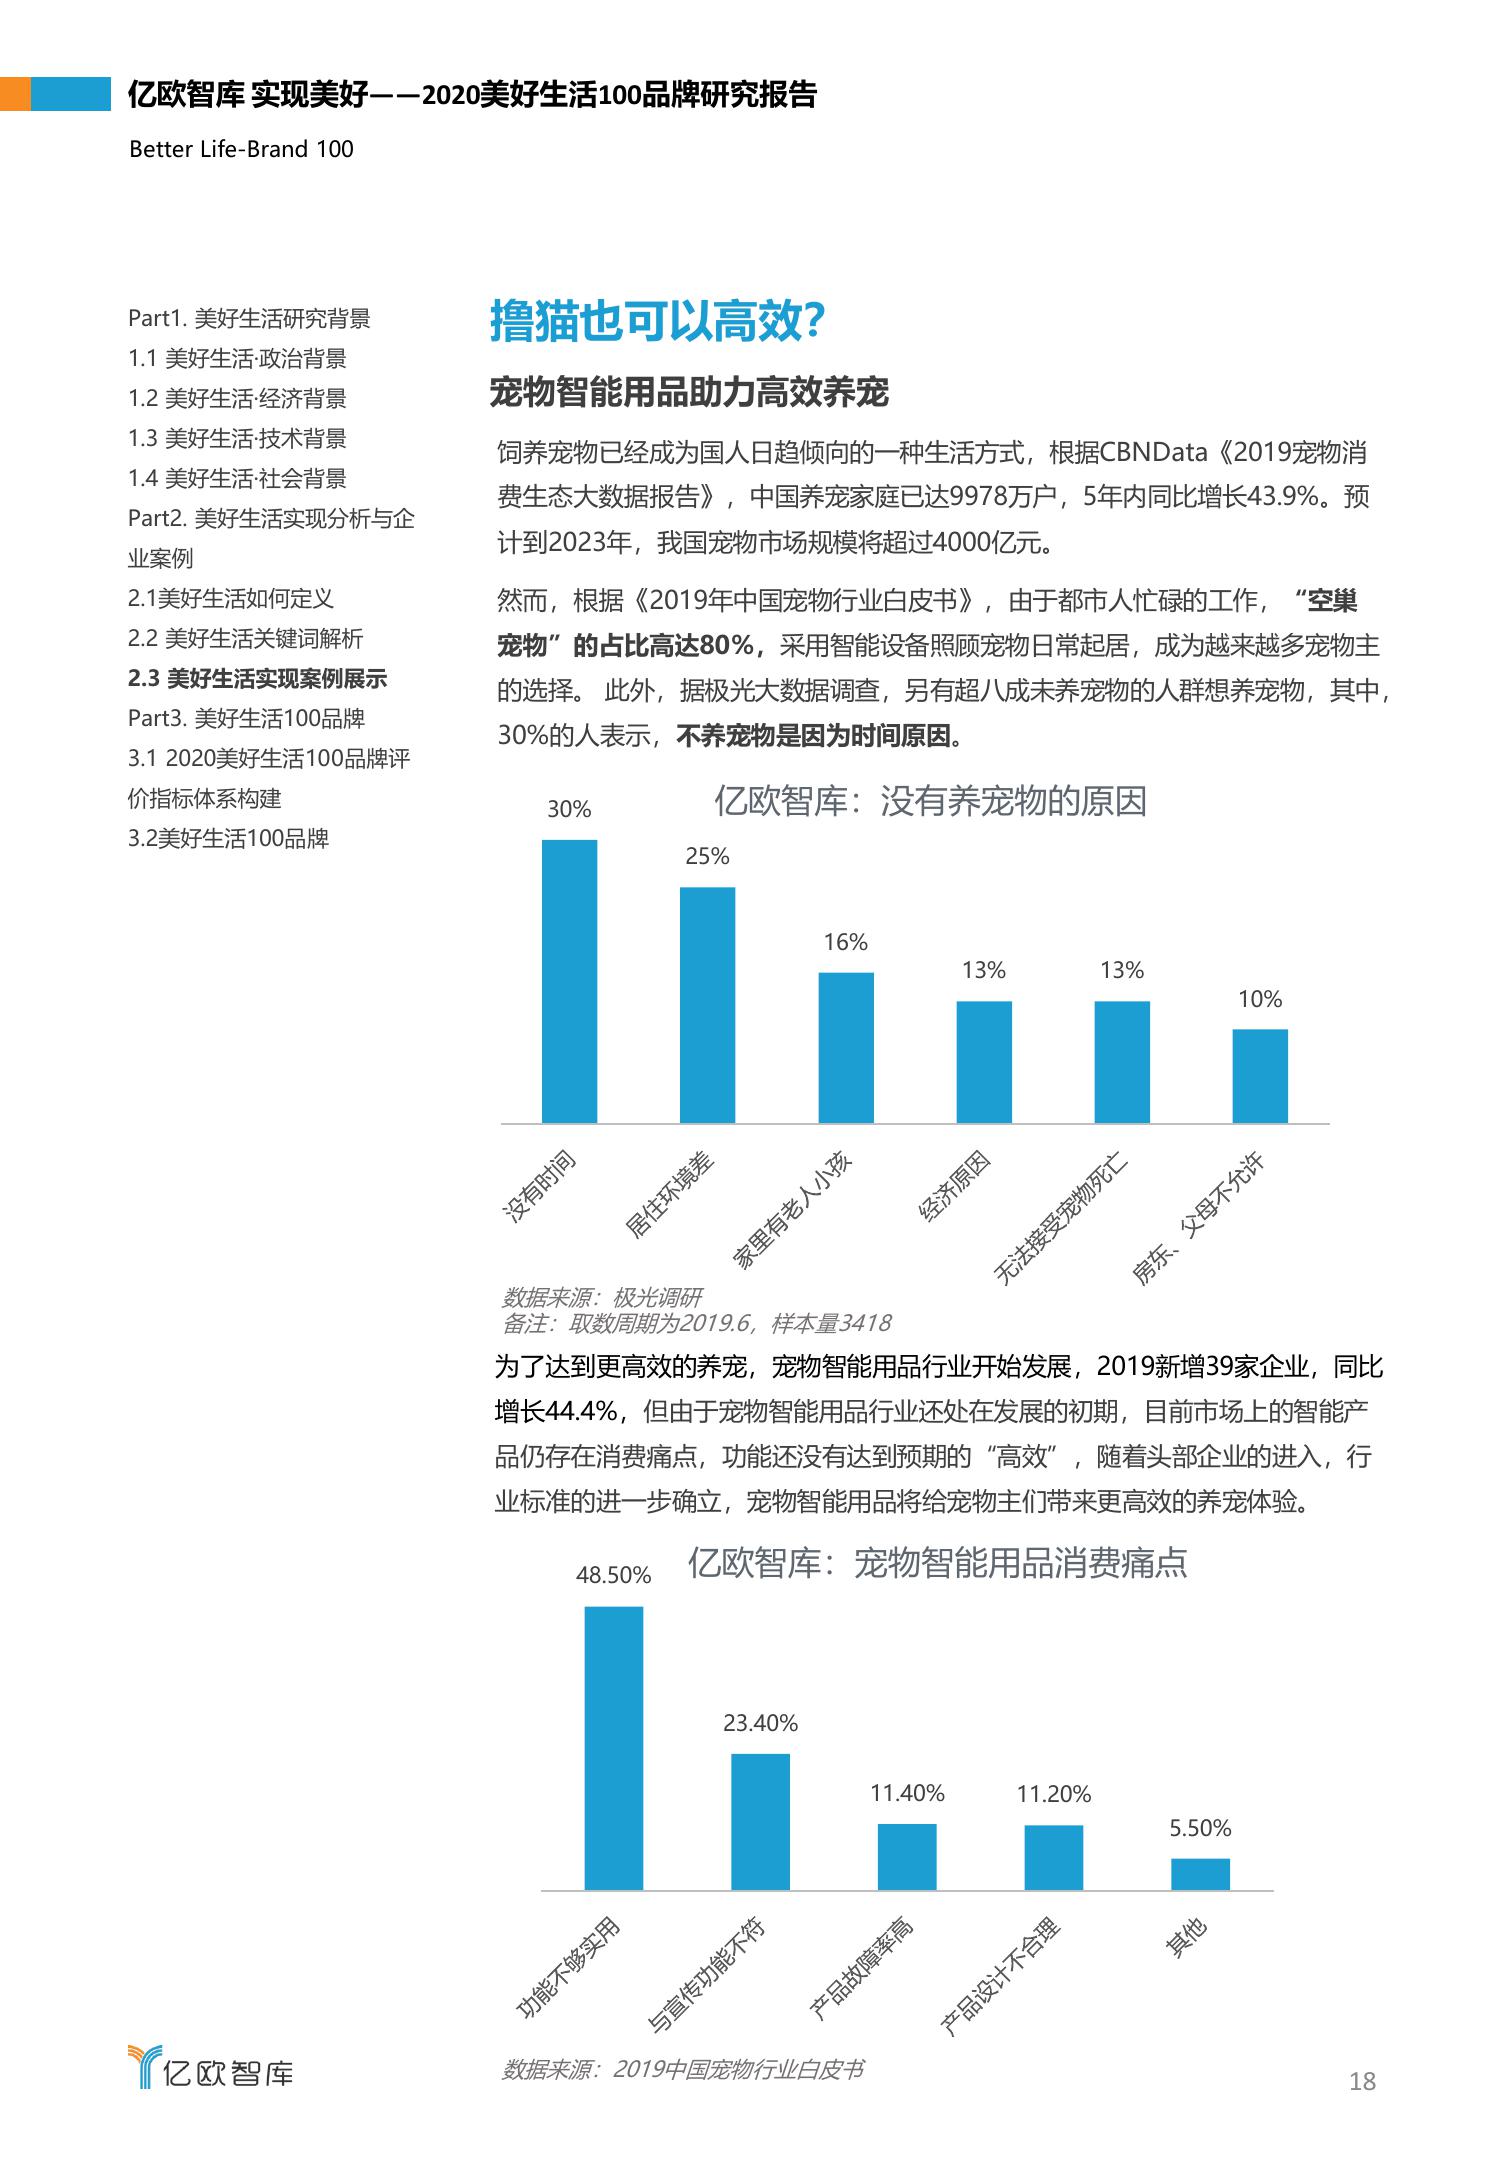 亿欧智库 实现美好——2020美好生活100品牌研究报告
Better Life-Brand 100
Part1. 美好生活研究背景
1.1 美好生活·政治背景
1.2 美好生活·经济背景
1.3 美好生活·技术背景
1.4 美好生活·社会背景
Part2. 美好生活实现分析与企
业案例
2.1美好生活如何定义
2.2 美好生活关键词解析
2.3 美好生活实现案例展示
Part3. 美好生活100品牌
3.1 2020美好生活100品牌评
价指标体系构建
3.2美好生活100品牌
撸猫也可以高效？
宠物智能用品助力高效养宠
饲养宠物已经成为国人日趋倾向的一种生活方式，根据CBNData《2019宠物消
费生态大数据报告》，中国养宠家庭已达9978万户，5年内同比增长43.9%。预
计到2023年，我国宠物市场规模将超过4000亿元。
然而，根据《2019年中国宠物行业白皮书》，由于都市人忙碌的工作，“空巢
宠物”的占比高达80%，采用智能设备照顾宠物日常起居，成为越来越多宠物主
的选择。 此外，据极光大数据调查，另有超八成未养宠物的人群想养宠物，其中，
30%的人表示，不养宠物是因为时间原因。
亿欧智库：没有养宠物的原因
30%
25%
16%
13%
13%
10%
没有时间
居住环境差
家里有老人小孩
经济原因
无法接受宠物死亡
房东、父母不允许
数据来源：极光调研
备注：取数周期为2019.6，样本量3418
为了达到更高效的养宠，宠物智能用品行业开始发展，2019新增39家企业，同比
增长44.4%，但由于宠物智能用品行业还处在发展的初期，目前市场上的智能产
品仍存在消费痛点，功能还没有达到预期的“高效”，随着头部企业的进入，行
业标准的进一步确立，宠物智能用品将给宠物主们带来更高效的养宠体验。
亿欧智库：宠物智能用品消费痛点
48.50%
23.40%
11.40%
11.20%
5.50%
功能不够实用
与宣传功能不符
产品故障率高
产品设计不合理
其他
数据来源：2019中国宠物行业白皮书
亿欧智库
18